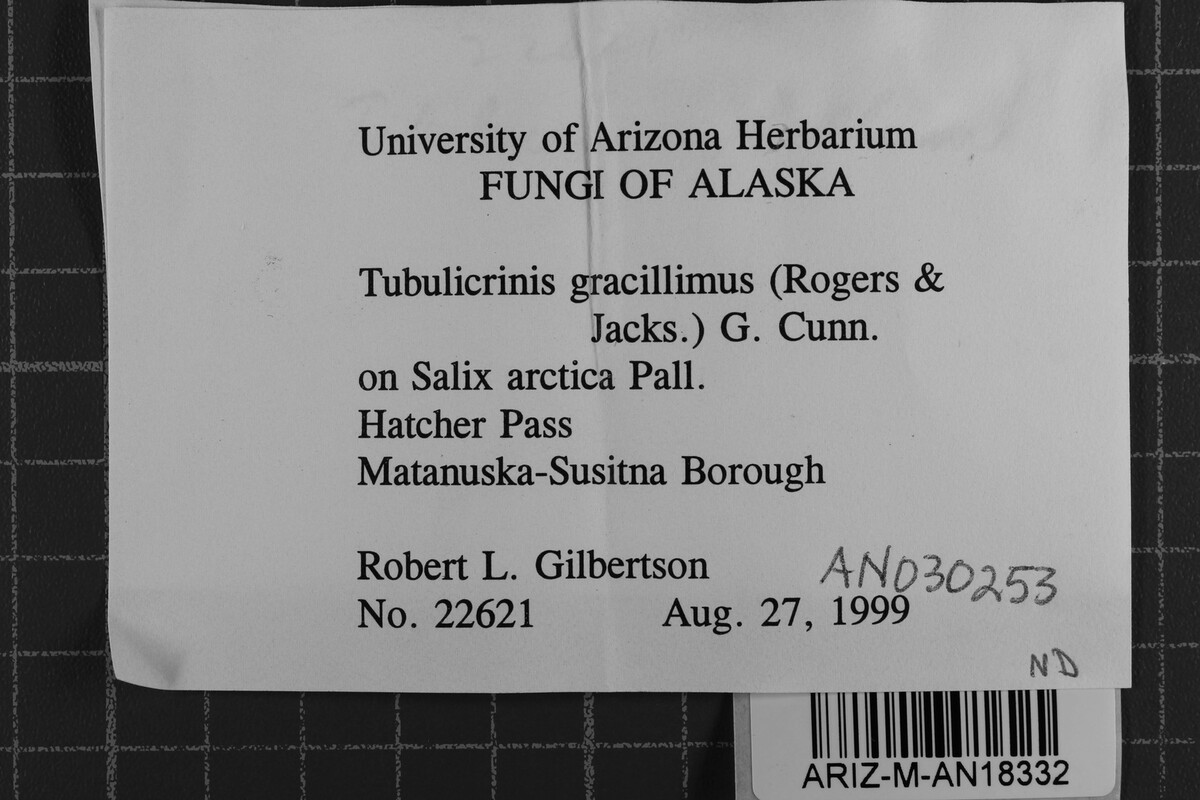 University of Arizona Herbarium
FUNGI OF ALASKA
Tubulicrinis gracillimus (Rogers &
Jacks.) G. Cunn.
on Salix arctica Pall.
Hatcher Pass
Matanuska-Susitna Borough
Robert L. Gilbertson
AN030253
No. 22621 Aug. 27, 1999
ND
ARIZ-M-AN18332